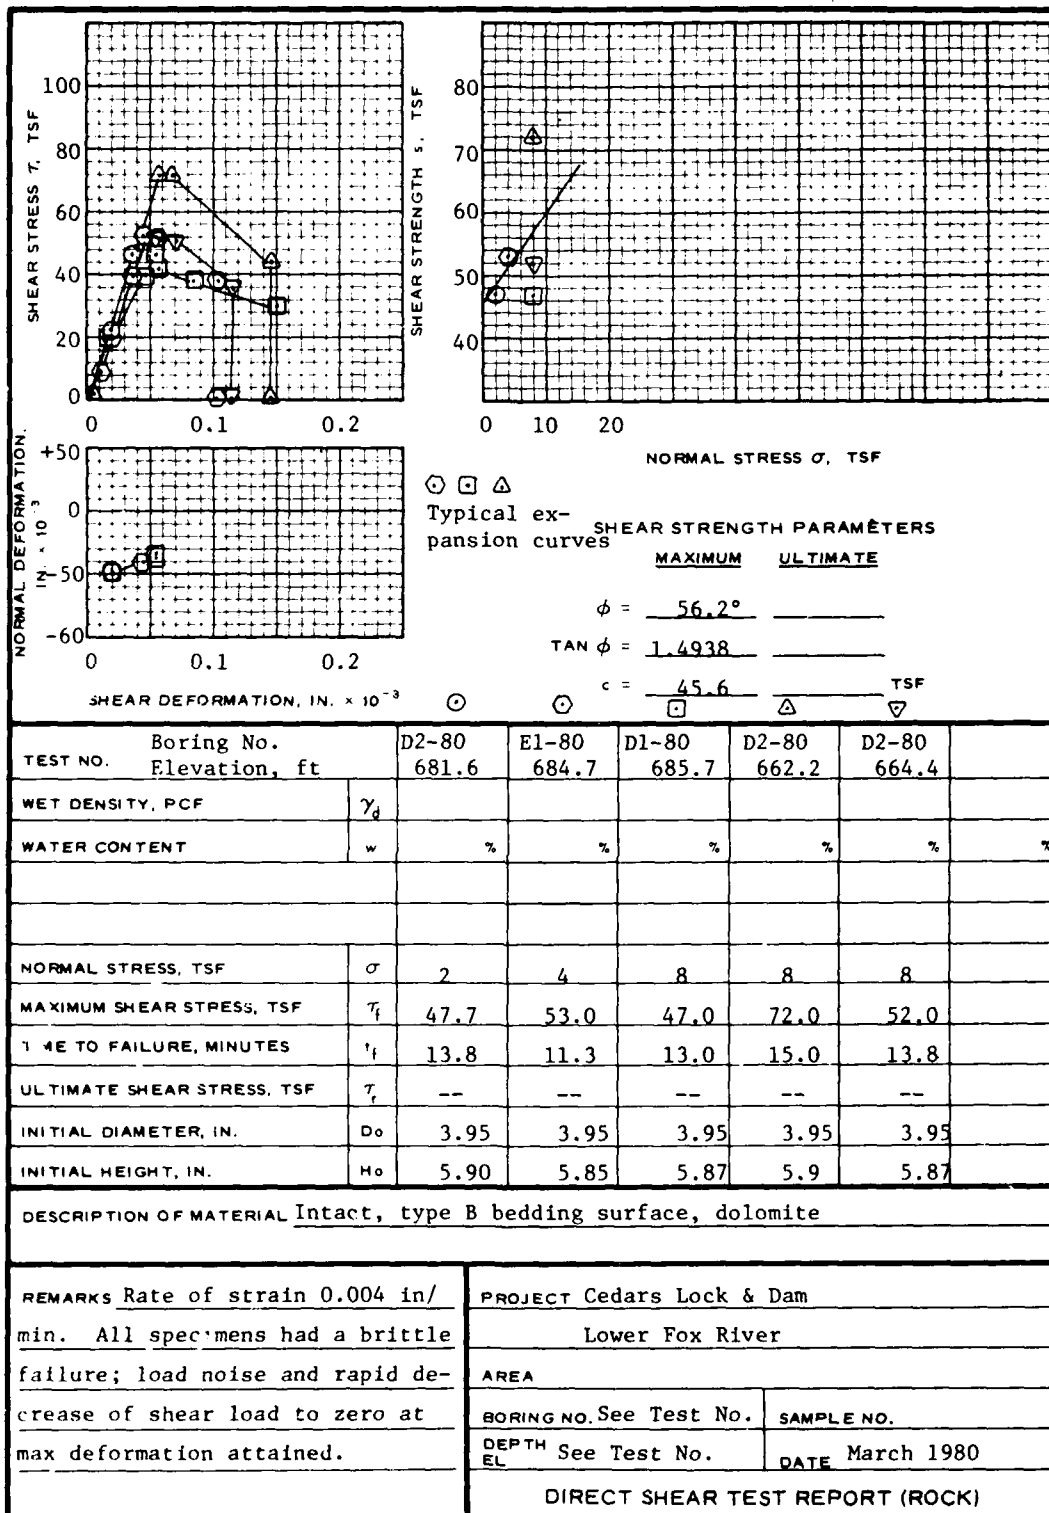 SHEAR STRESS τ, TSF
100
80
60
40
20
0
0 0.1 0.2
SHEAR STRENGTH s, TSF
80
70
60
50
40
0 10 20
NORMAL STRESS σ, TSF
NORMAL DEFORMATION, IN. × 10⁻³
+50
0
-50
-60
0 0.1 0.2
SHEAR DEFORMATION, IN. × 10⁻³
Typical ex-
pansion curves
SHEAR STRENGTH PARAMETERS
MAXIMUM ULTIMATE
φ = 56.2°
TAN φ = 1.4938
c = 45.6 TSF
TEST NO. Boring No. D2-80 E1-80 D1-80 D2-80 D2-80
Elevation, ft 681.6 684.7 685.7 662.2 664.4
WET DENSITY, PCF γd
WATER CONTENT w % % % % % %
NORMAL STRESS, TSF σ 2 4 8 8 8
MAXIMUM SHEAR STRESS, TSF τf 47.7 53.0 47.0 72.0 52.0
ME TO FAILURE, MINUTES tf 13.8 11.3 13.0 15.0 13.8
ULTIMATE SHEAR STRESS, TSF τr -- -- -- -- --
INITIAL DIAMETER, IN. Do 3.95 3.95 3.95 3.95 3.95
INITIAL HEIGHT, IN. Ho 5.90 5.85 5.87 5.9 5.87
DESCRIPTION OF MATERIAL Intact, type B bedding surface, dolomite
REMARKS Rate of strain 0.004 in/
min. All specimens had a brittle
failure; load noise and rapid de-
crease of shear load to zero at
max deformation attained.
PROJECT Cedars Lock & Dam
Lower Fox River
AREA
BORING NO. See Test No. SAMPLE NO.
DEPTH EL See Test No. DATE March 1980
DIRECT SHEAR TEST REPORT (ROCK)